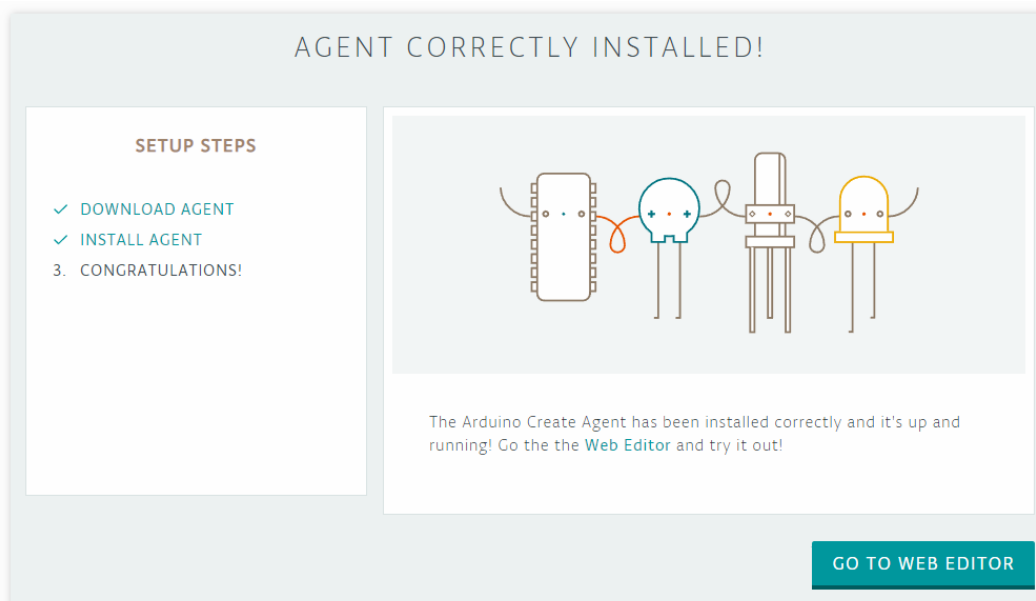 AGENT CORRECTLY INSTALLED!
SETUP STEPS
DOWNLOAD AGENT
INSTALL AGENT
3. CONGRATULATIONS!
The Arduino Create Agent has been installed correctly and it's up and
running! Go the the Web Editor and try it out!
GO TO WEB EDITOR